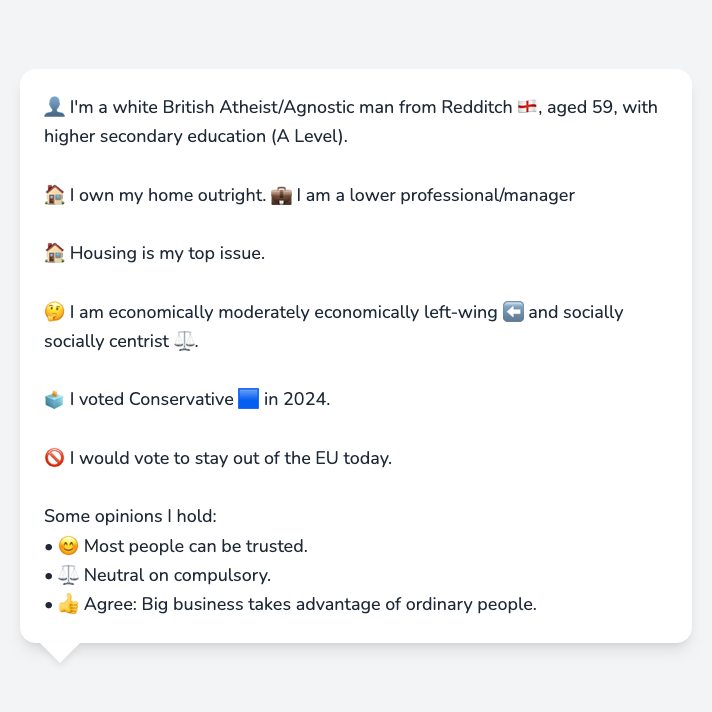 👤 I'm a white British Atheist/Agnostic man from Redditch 🏴󠁧󠁢󠁥󠁮󠁧󠁿, aged 59, with
higher secondary education (A Level).
🏠 I own my home outright. 💼 I am a lower professional/manager
🏠 Housing is my top issue.
🤔 I am economically moderately economically left-wing ⬅️ and socially
socially centrist ⚖️.
🗳️ I voted Conservative 🟦 in 2024.
🚫 I would vote to stay out of the EU today.
Some opinions I hold:
• 😊 Most people can be trusted.
• ⚖️ Neutral on compulsory.
• 👍 Agree: Big business takes advantage of ordinary people.